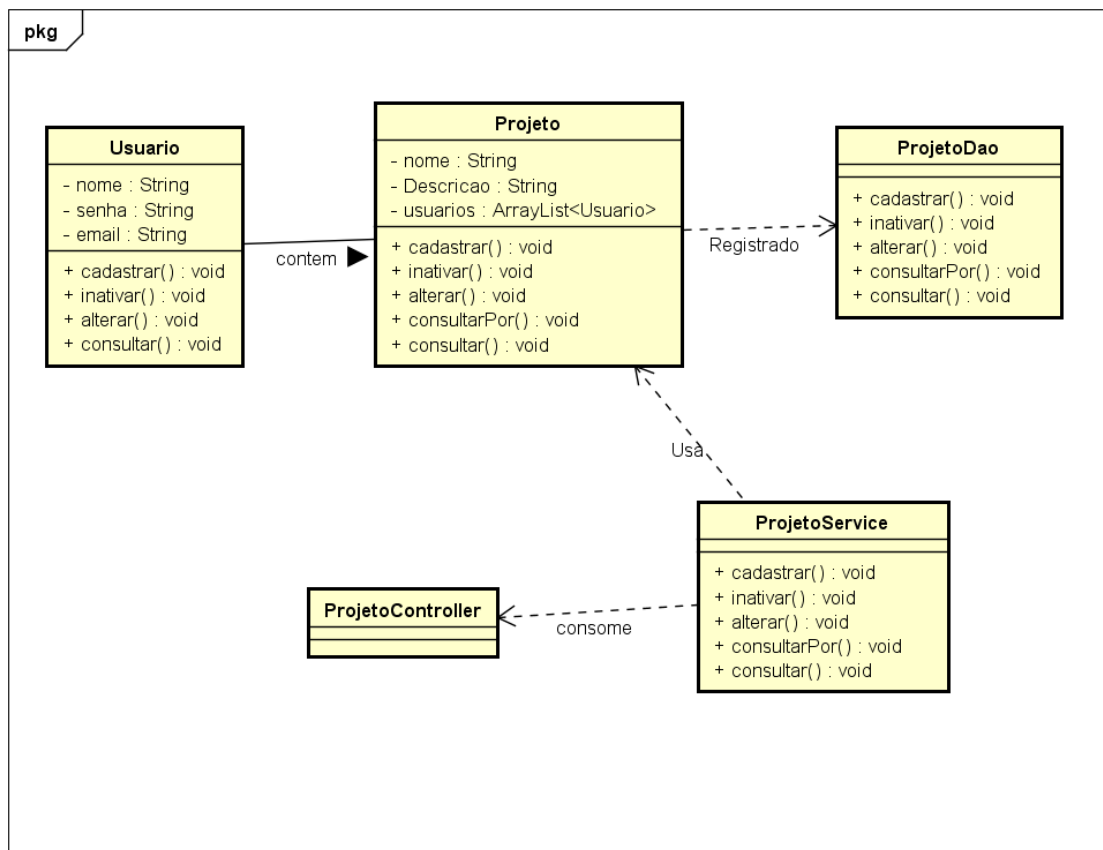 pkg
Usuario
- nome : String
- senha : String
- email : String
+ cadastrar() : void
+ inativar() : void
+ alterar() : void
+ consultar() : void
contem
Projeto
- nome : String
- Descricao : String
- usuarios : ArrayList<Usuario>
+ cadastrar() : void
+ inativar() : void
+ alterar() : void
+ consultarPor() : void
+ consultar() : void
Registrado
ProjetoDao
+ cadastrar() : void
+ inativar() : void
+ alterar() : void
+ consultarPor() : void
+ consultar() : void
Usa
ProjetoService
+ cadastrar() : void
+ inativar() : void
+ alterar() : void
+ consultarPor() : void
+ consultar() : void
consome
ProjetoController